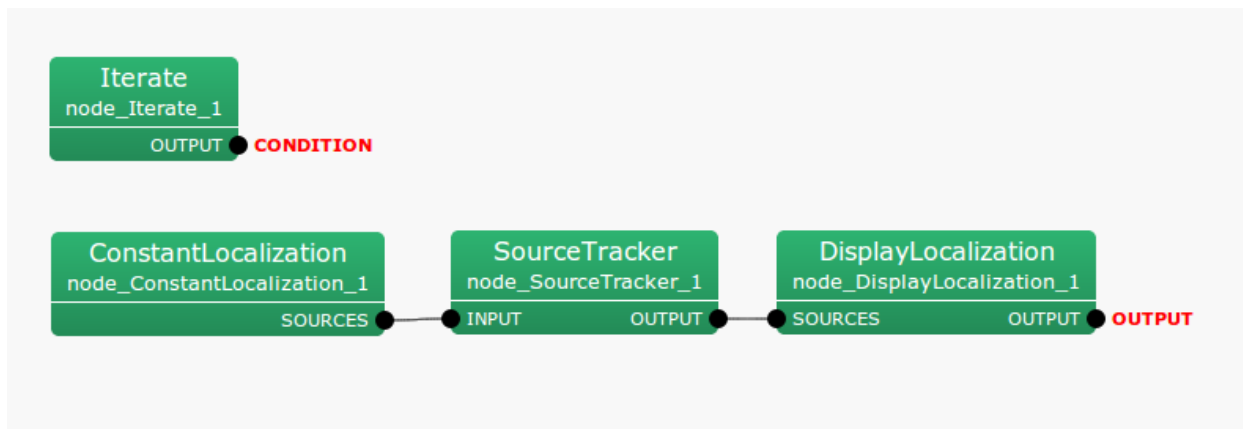 Iterate
node_Iterate_1
OUTPUT CONDITION
ConstantLocalization
node_ConstantLocalization_1
SOURCES
SourceTracker
node_SourceTracker_1
INPUT OUTPUT
DisplayLocalization
node_DisplayLocalization_1
SOURCES OUTPUT OUTPUT